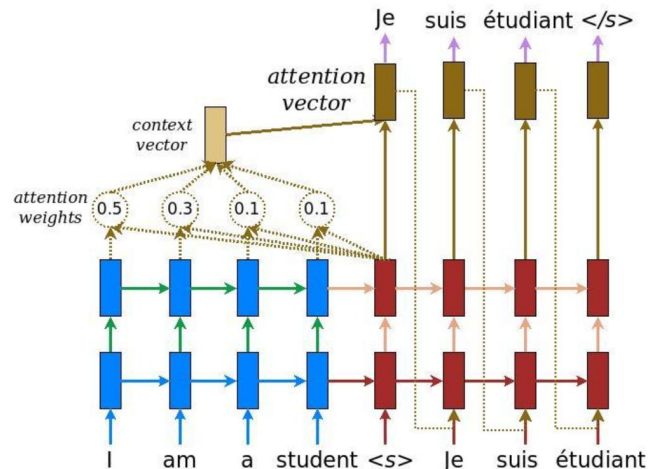 Je suis étudiant </s>
attention
vector
context
vector
attention
weights
0.5 0.3 0.1 0.1
I am a student <s> Je suis étudiant